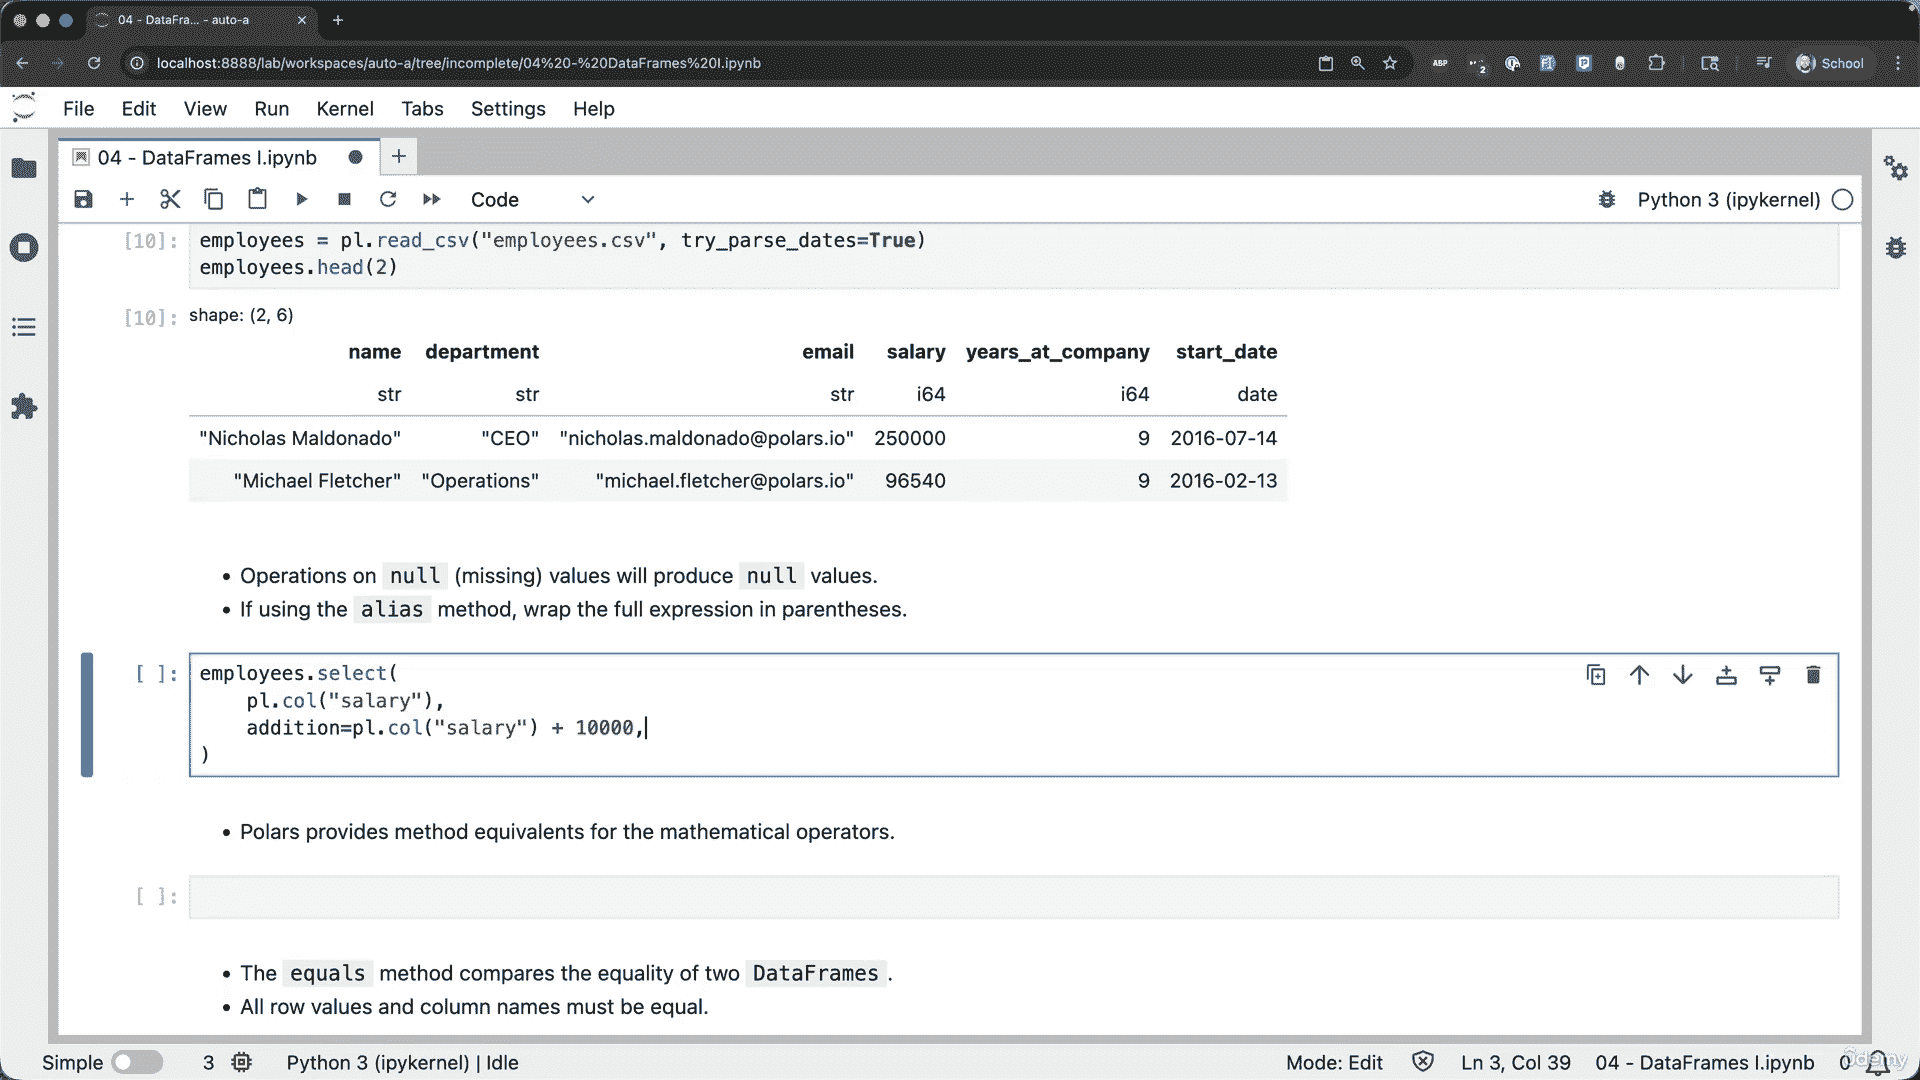 04 - DataFra... - auto-a
localhost:8888/lab/workspaces/auto-a/tree/incomplete/04%20-%20DataFrames%20I.ipynb
ABP
2
School
File Edit View Run Kernel Tabs Settings Help
04 - DataFrames I.ipynb
Code
Python 3 (ipykernel)
[10]: employees = pl.read_csv("employees.csv", try_parse_dates=True)
employees.head(2)
[10]: shape: (2, 6)
name department email salary years_at_company start_date
str str str i64 i64 date
"Nicholas Maldonado" "CEO" "nicholas.maldonado@polars.io" 250000 9 2016-07-14
"Michael Fletcher" "Operations" "michael.fletcher@polars.io" 96540 9 2016-02-13
• Operations on null (missing) values will produce null values.
• If using the alias method, wrap the full expression in parentheses.
[ ]: employees.select(
pl.col("salary"),
addition=pl.col("salary") + 10000,
)
• Polars provides method equivalents for the mathematical operators.
[ ]:
• The equals method compares the equality of two DataFrames.
• All row values and column names must be equal.
Simple 3 Python 3 (ipykernel) | Idle Mode: Edit Ln 3, Col 39 04 - DataFrames I.ipynb 0
udemy